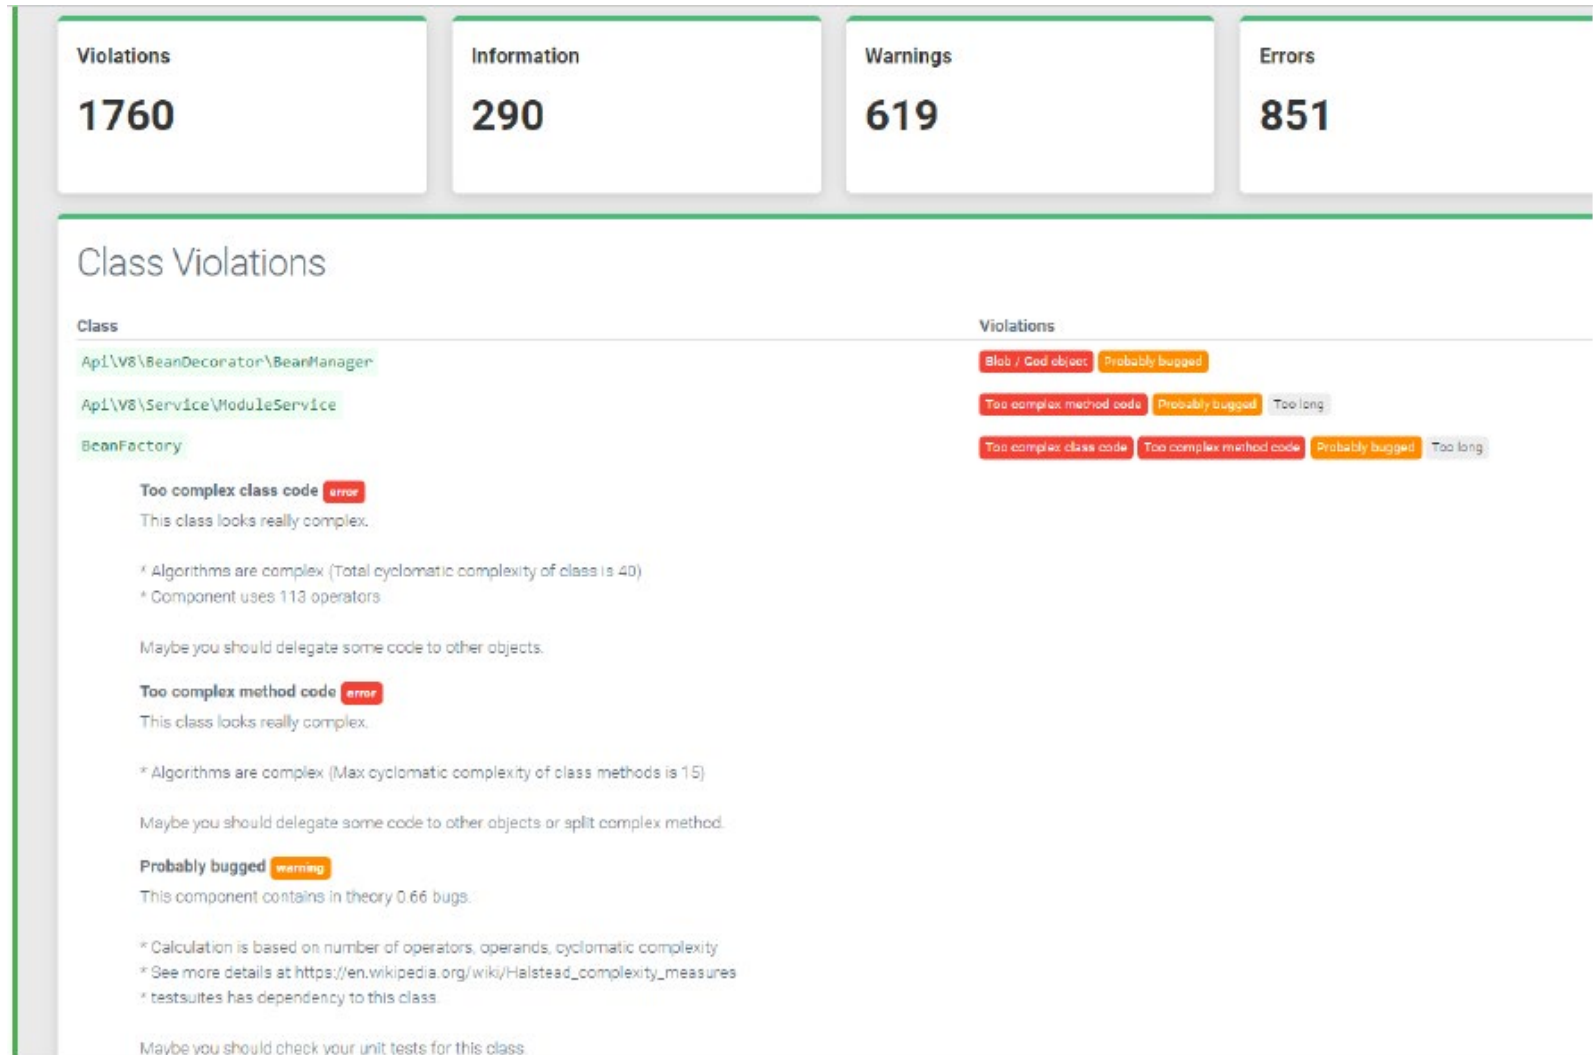 Violations
1760
Information
290
Warnings
619
Errors
851
Class Violations
Class Violations
Api\V8\BeanDecorator\BeanManager Blob / God object Probably bugged
Api\V8\Service\ModuleService Too complex method code Probably bugged Too long
BeanFactory Too complex class code Too complex method code Probably bugged Too long
Too complex class code error
This class looks really complex.
* Algorithms are complex (Total cyclomatic complexity of class is 40)
* Component uses 113 operators
Maybe you should delegate some code to other objects.
Too complex method code error
This class looks really complex.
* Algorithms are complex (Max cyclomatic complexity of class methods is 15)
Maybe you should delegate some code to other objects or split complex method.
Probably bugged warning
This component contains in theory 0.66 bugs.
* Calculation is based on number of operators, operands, cyclomatic complexity
* See more details at https://en.wikipedia.org/wiki/Halstead_complexity_measures
* testsuites has dependency to this class.
Maybe you should check your unit tests for this class.